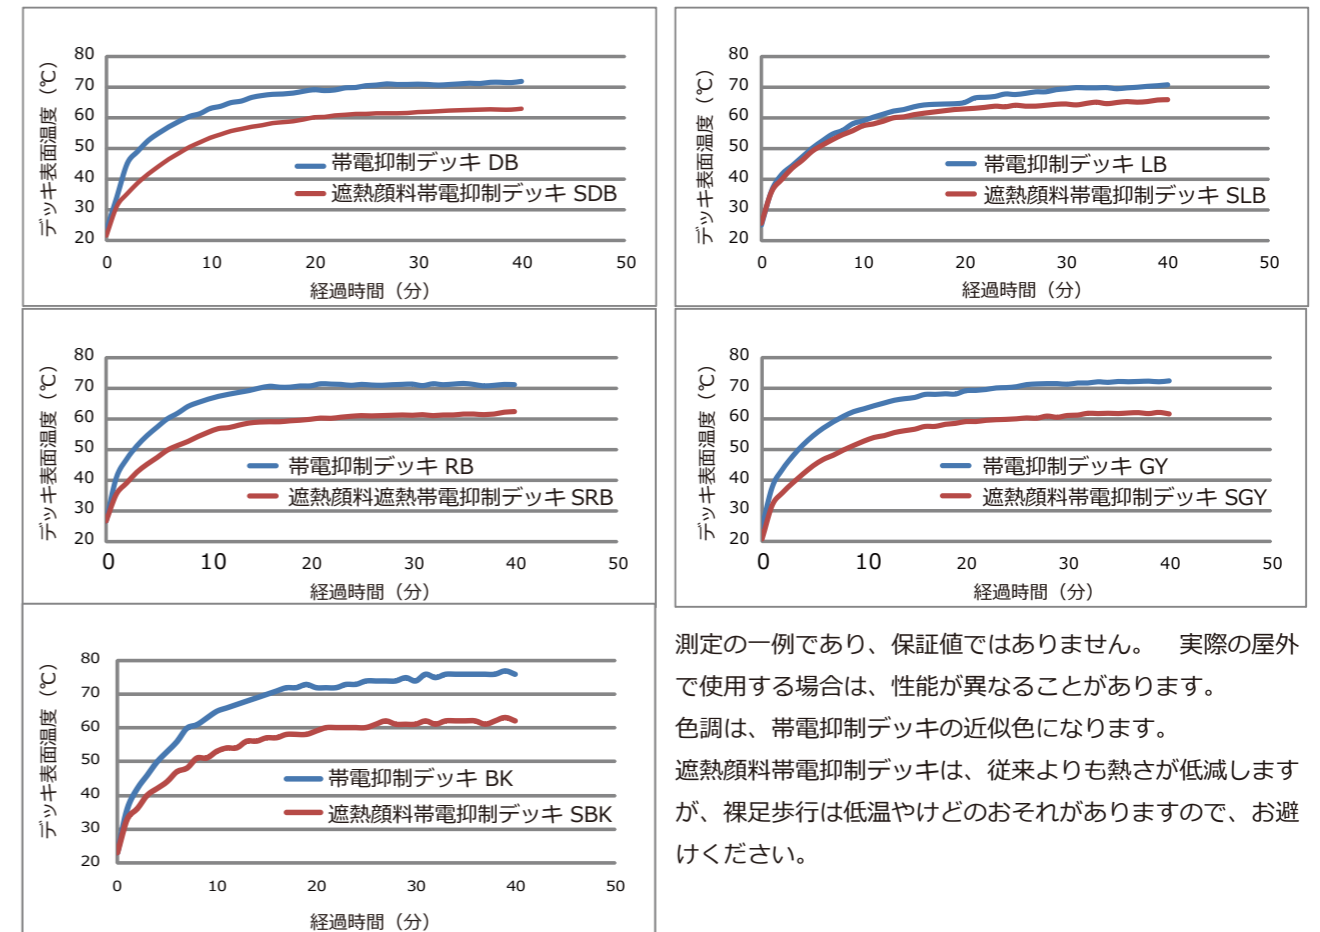 デッキ表面温度（℃）
80
70
60
50
40
30
20
帯電抑制デッキ DB
遮熱顔料帯電抑制デッキ SDB
0 10 20 30 40 50
経過時間（分）
デッキ表面温度（℃）
80
70
60
50
40
30
20
帯電抑制デッキ LB
遮熱顔料帯電抑制デッキ SLB
0 10 20 30 40 50
経過時間（分）
デッキ表面温度（℃）
80
70
60
50
40
30
20
帯電抑制デッキ RB
遮熱顔料遮熱帯電抑制デッキ SRB
0 10 20 30 40 50
経過時間（分）
デッキ表面温度（℃）
80
70
60
50
40
30
20
帯電抑制デッキ GY
遮熱顔料帯電抑制デッキ SGY
0 10 20 30 40 50
経過時間（分）
デッキ表面温度（℃）
80
70
60
50
40
30
20
帯電抑制デッキ BK
遮熱顔料帯電抑制デッキ SBK
0 10 20 30 40 50
経過時間（分）
測定の一例であり、保証値ではありません。　実際の屋外
で使用する場合は、性能が異なることがあります。
色調は、帯電抑制デッキの近似色になります。
遮熱顔料帯電抑制デッキは、従来よりも熱さが低減します
が、裸足歩行は低温やけどのおそれがありますので、お避
けください。